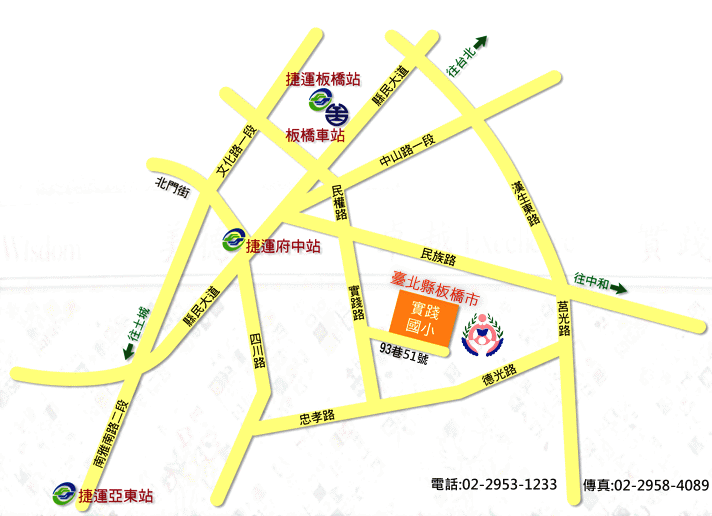 捷運板橋站
板橋車站
縣民大道
往台北
文化路一段
中山路一段
北門街
民權路
漢生東路
捷運府中站
民族路
往中和
臺北縣板橋市
實踐
國小
實踐路
縣民大道
往土城
莒光路
四川路
93巷51號
德光路
忠孝路
南雅南路二段
捷運亞東站
電話:02-2953-1233
傳真:02-2958-4089